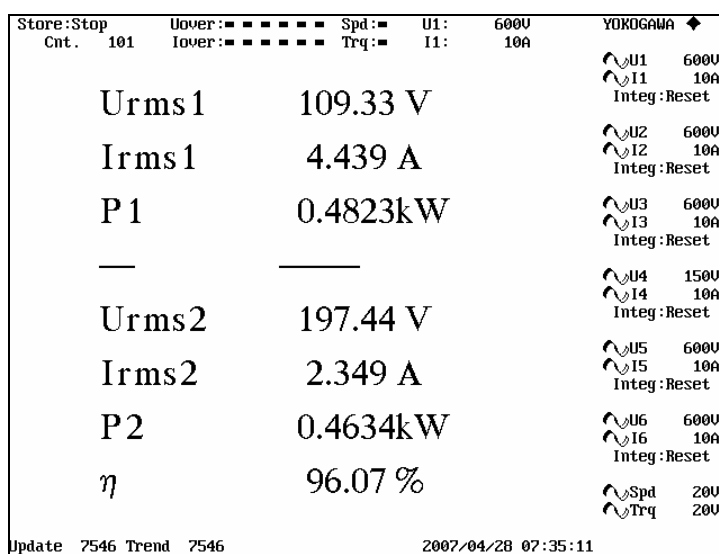 Store:Stop Uover:■ ■ ■ ■ ■ ■ Spd:■ U1: 600V YOKOGAWA ◆
Cnt. 101 Iover:■ ■ ■ ■ ■ ■ Trq:■ I1: 10A
U1 600V
I1 10A
Integ:Reset
U2 600V
I2 10A
Integ:Reset
U3 600V
I3 10A
Integ:Reset
U4 150V
I4 10A
Integ:Reset
U5 600V
I5 10A
Integ:Reset
U6 600V
I6 10A
Integ:Reset
Spd 20V
Trq 20V
Urms1 109.33 V
Irms1 4.439 A
P1 0.4823kW
Urms2 197.44 V
Irms2 2.349 A
P2 0.4634kW
η 96.07 %
Update 7546 Trend 7546 2007/04/28 07:35:11